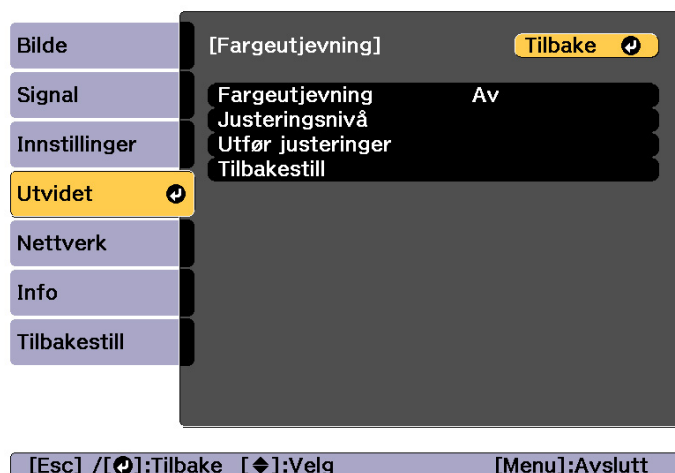 Bilde
Signal
Innstillinger
Utvidet
Nettverk
Info
Tilbakestill
[Fargeutjevning] Tilbake
Fargeutjevning Av
Justeringsnivå
Utfør justeringer
Tilbakestill
[Esc] /[⏎]:Tilbake [◆]:Velg [Menu]:Avslutt